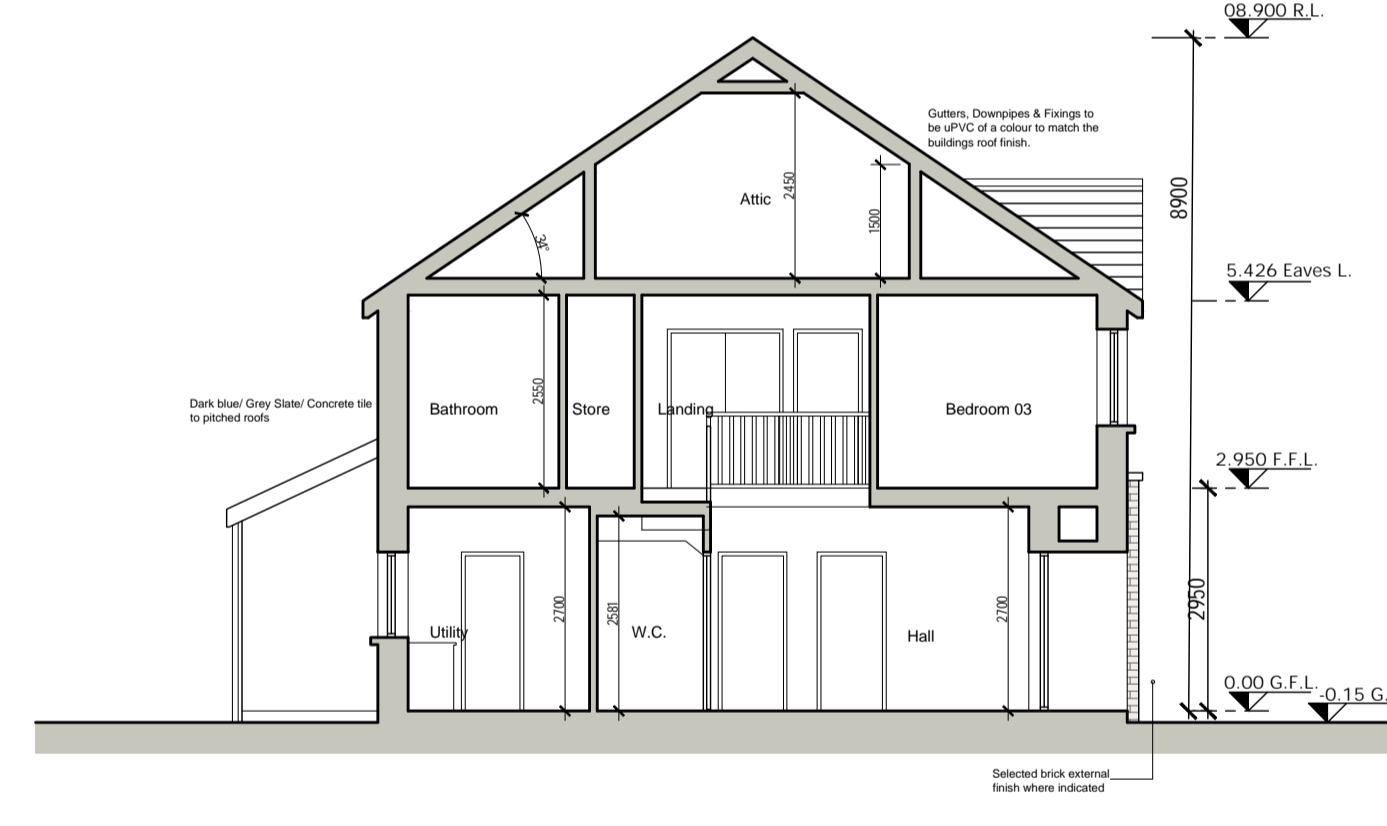 08.900 R.L.
Gutters, Downpipes & Fixings to
be uPVC of a colour to match the
buildings roof finish.
8900
2450
Attic
1500
34°
5.426 Eaves L.
Dark blue/ Grey Slate/ Concrete tile
to pitched roofs
Bathroom
2550
Store
Landing
Bedroom 03
2.950 F.F.L.
2950
Utility
2700
2581
W.C.
2700
Hall
0.00 G.F.L.
-0.15 G.
Selected brick external
finish where indicated